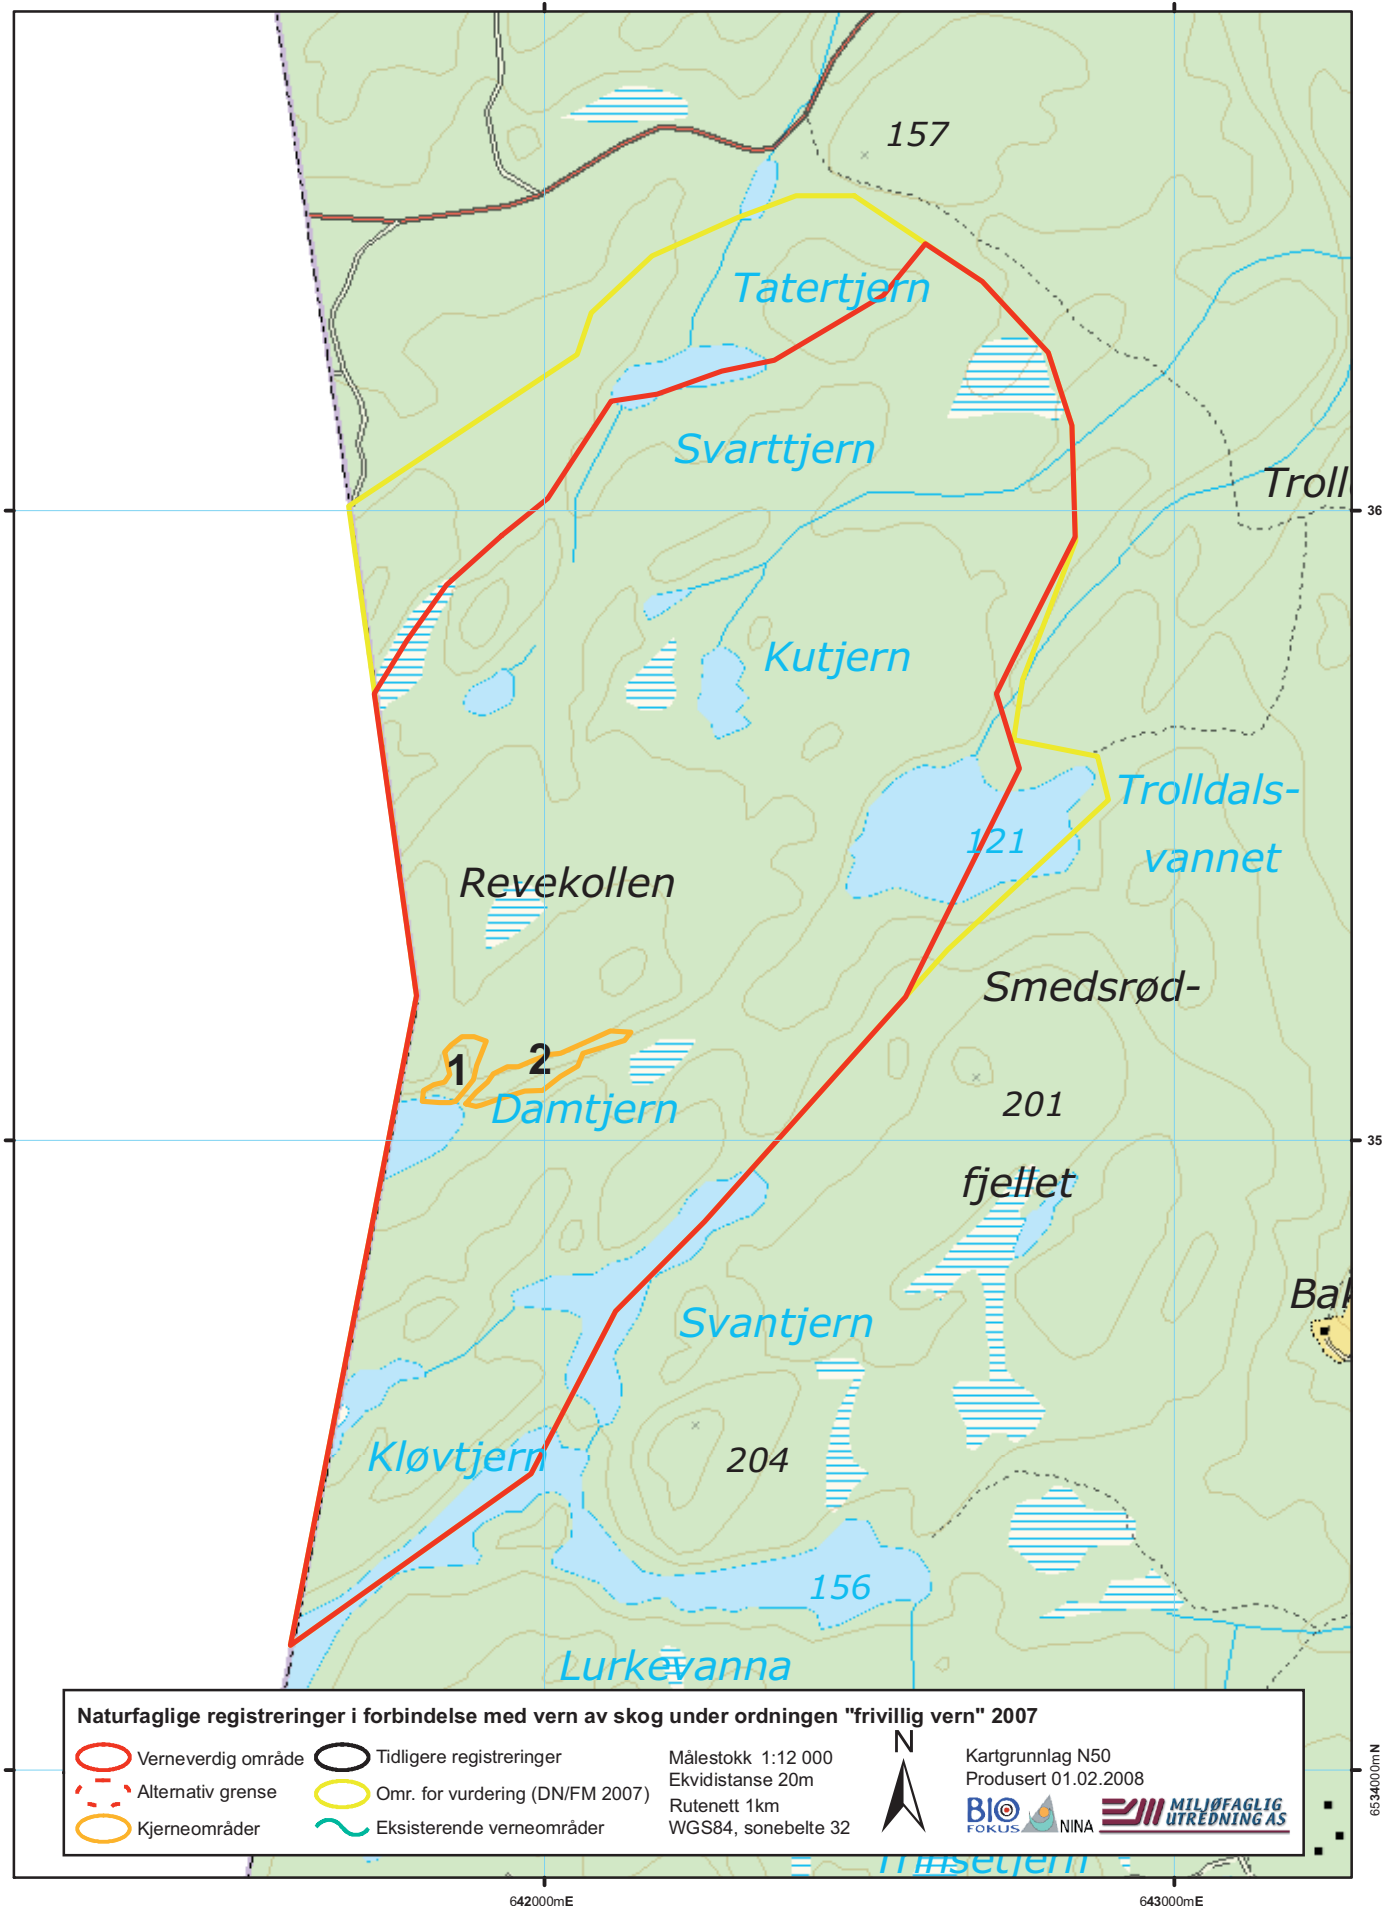 157
Tatertjern
Svarttjern
Troll
36
Kutjern
Trolldals-
vannet
121
Revekollen
Smedsrød-
1
2
201
Damtjern
35
fjellet
Bak
Svantjern
Kløvtjern
204
156
Lurkevanna
Naturfaglige registreringer i forbindelse med vern av skog under ordningen "frivillig vern" 2007
Verneverdig område
Alternativ grense
Kjerneområder
Tidligere registreringer
Omr. for vurdering (DN/FM 2007)
Eksisterende verneområder
Målestokk 1:12 000
Ekvidistanse 20m
Rutenett 1km
WGS84, sonebelte 32
N
Kartgrunnlag N50
Produsert 01.02.2008
BIO
FOKUS
NINA
MILJØFAGLIG
UTREDNING AS
6534000mN
642000mE
643000mE